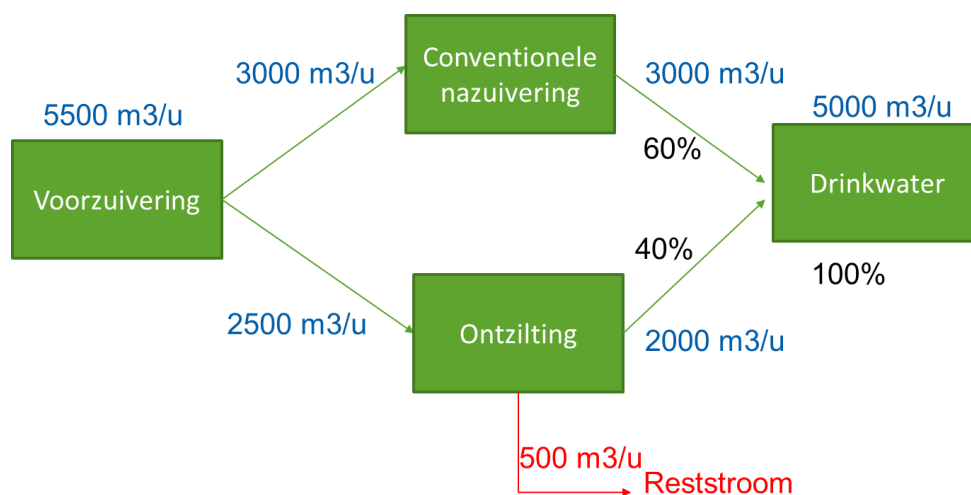 5500 m3/u
Voorzuivering
3000 m3/u
Conventionele
nazuivering
3000 m3/u
60%
5000 m3/u
Drinkwater
100%
2500 m3/u
Ontzilting
40%
2000 m3/u
500 m3/u
Reststroom